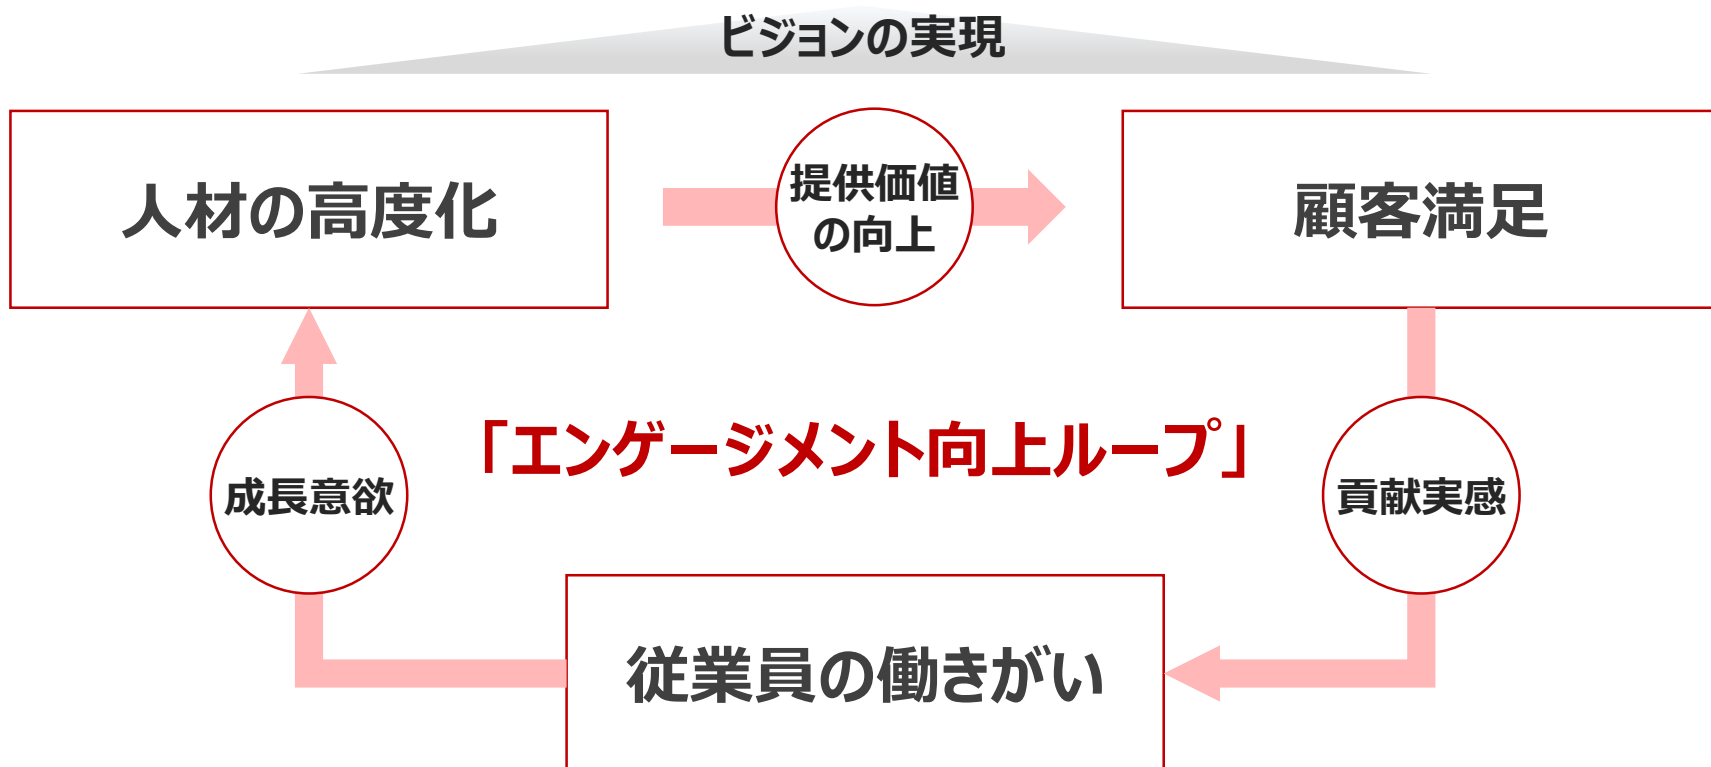 ビジョンの実現
人材の高度化
提供価値
の向上
顧客満足
「エンゲージメント向上ループ」
成長意欲
貢献実感
従業員の働きがい